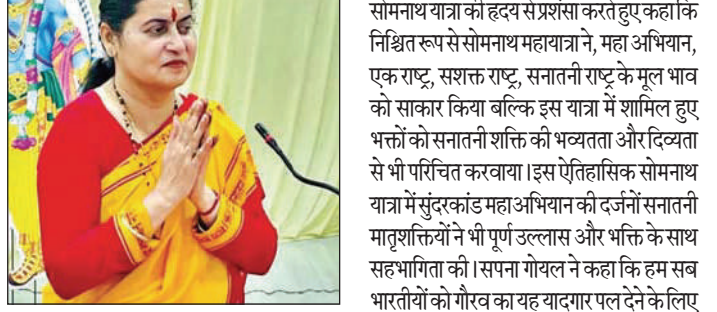 सोमनाथ यात्रा की हृदय से प्रशंसा करते हुए कहा कि
निश्चित रूप से सोमनाथ महायात्रा ने, महा अभियान,
एक राष्ट्र, सशक्त राष्ट्र, सनातनी राष्ट्र के मूल भाव
को साकार किया बल्कि इस यात्रा में शामिल हुए
भक्तों को सनातनी शक्ति की भव्यतता और दिव्यता
से भी परिचित करवाया।इस ऐतिहासिक सोमनाथ
यात्रा में सुंदरकांड महा अभियान की दर्जनों सनातनी
मातृशक्तियों ने भी पूर्ण उल्लास और भक्ति के साथ
सहभागिता की।सपना गोयल ने कहा कि हम सब
भारतीयों को गौरव का यह यादगार पल देने के लिए